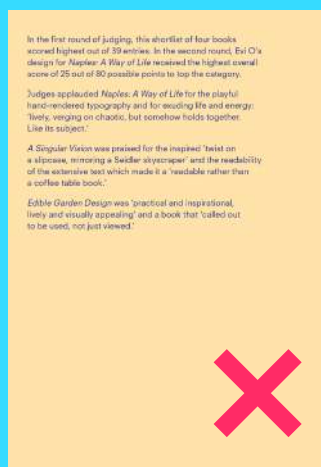 In the first round of judging, this shortlist of four books
scored highest out of 39 entries. In the second round, Evi O's
design for Naples: A Way of Life received the highest overall
score of 25 out of 80 possible points to top the category.
Judges applauded Naples: A Way of Life for the playful
hand-rendered typography and for exuding life and energy:
'lively, verging on chaotic, but somehow holds together.
Like its subject.'
A Singular Vision was praised for the inspired 'twist on
a slipcase, mirroring a Seidler skyscraper' and the readability
of the extensive text which made it a 'readable rather than
a coffee table book.'
Edible Garden Design was 'practical and inspirational,
lively and visually appealing' and a book that 'called out
to be used, not just viewed.'